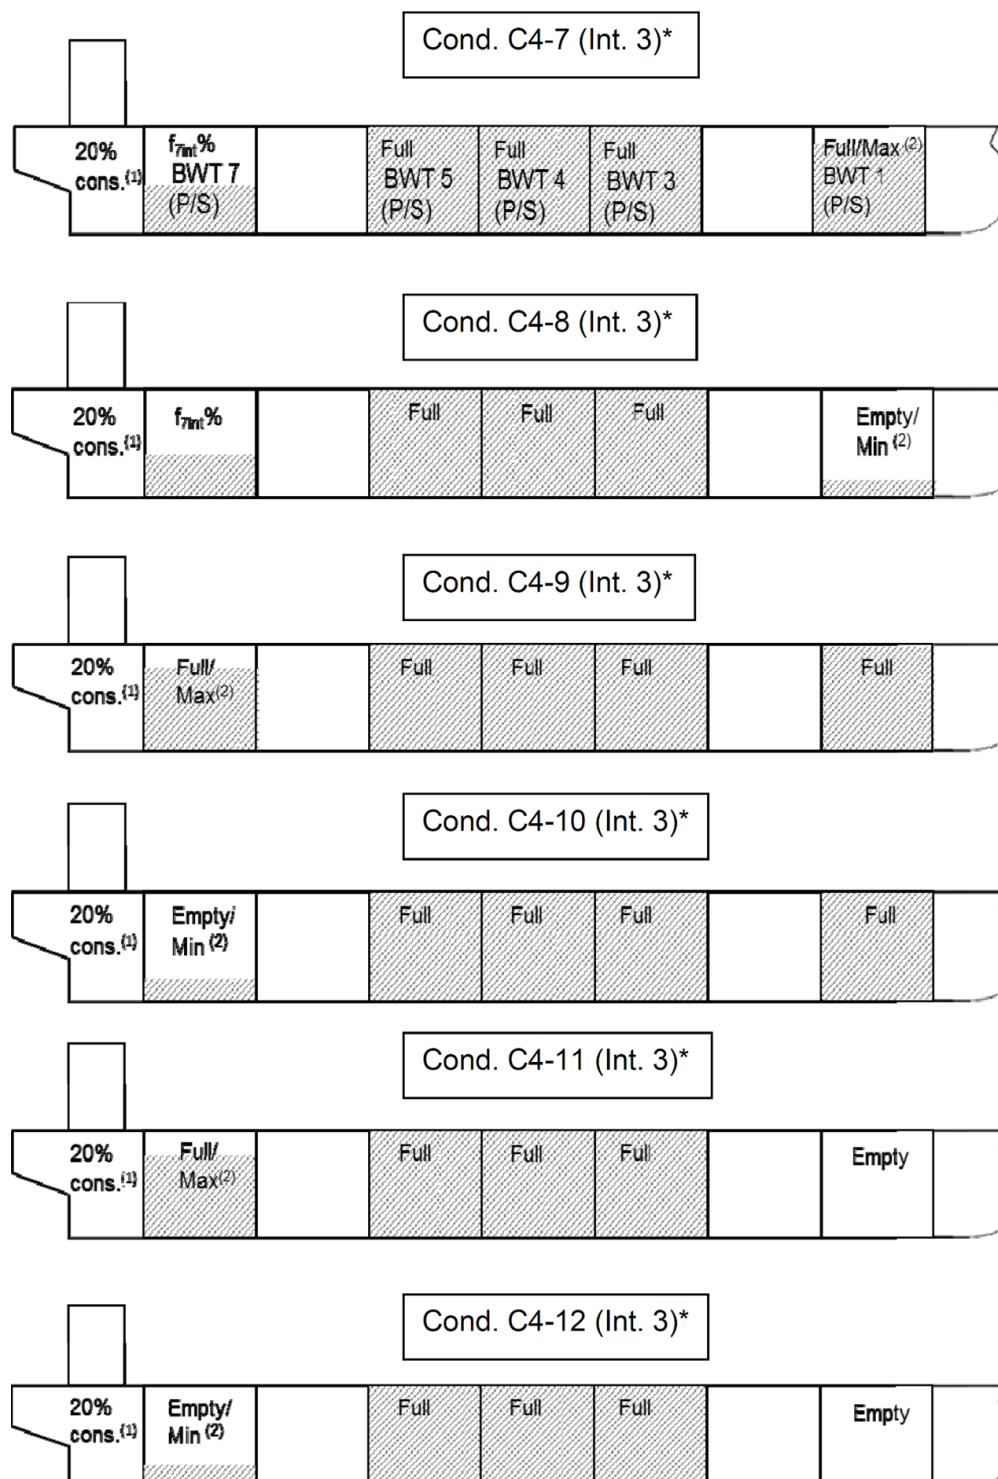 Cond. C4-7 (Int. 3)*
20%
cons.(1)
f7int%
BWT 7
(P/S)
Full
BWT 5
(P/S)
Full
BWT 4
(P/S)
Full
BWT 3
(P/S)
Full/Max (2)
BWT 1
(P/S)
Cond. C4-8 (Int. 3)*
20%
cons.(1)
f7int%
Full
Full
Full
Empty/
Min (2)
Cond. C4-9 (Int. 3)*
20%
cons.(1)
Full/
Max(2)
Full
Full
Full
Full
Cond. C4-10 (Int. 3)*
20%
cons.(1)
Empty/
Min (2)
Full
Full
Full
Full
Cond. C4-11 (Int. 3)*
20%
cons.(1)
Full/
Max(2)
Full
Full
Full
Empty
Cond. C4-12 (Int. 3)*
20%
cons.(1)
Empty/
Min (2)
Full
Full
Full
Empty